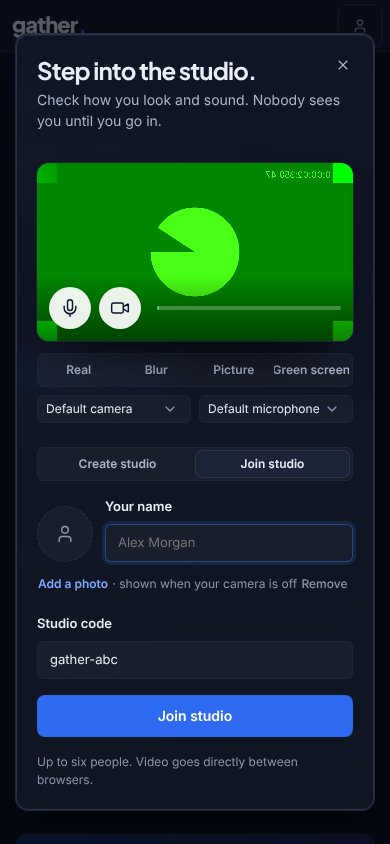 gather.
Step into the studio.
Check how you look and sound. Nobody sees
you until you go in.
Real
Blur
Picture
Green screen
Default camera
Default microphone
Create studio
Join studio
Your name
Alex Morgan
Add a photo · shown when your camera is off Remove
Studio code
gather-abc
Join studio
Up to six people. Video goes directly between
browsers.